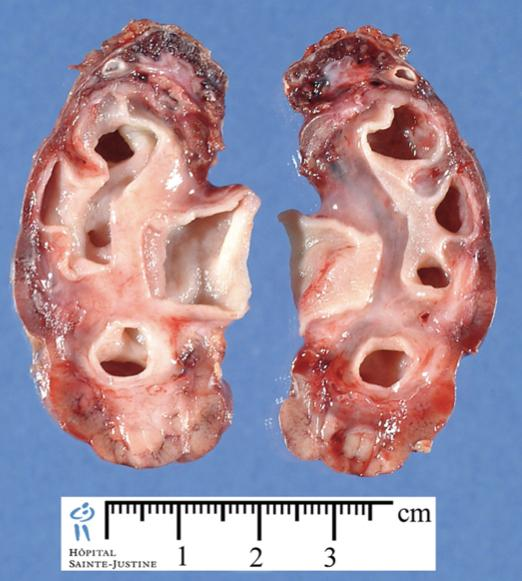 cm
HÔPITAL
SAINTE-JUSTINE
1 2 3